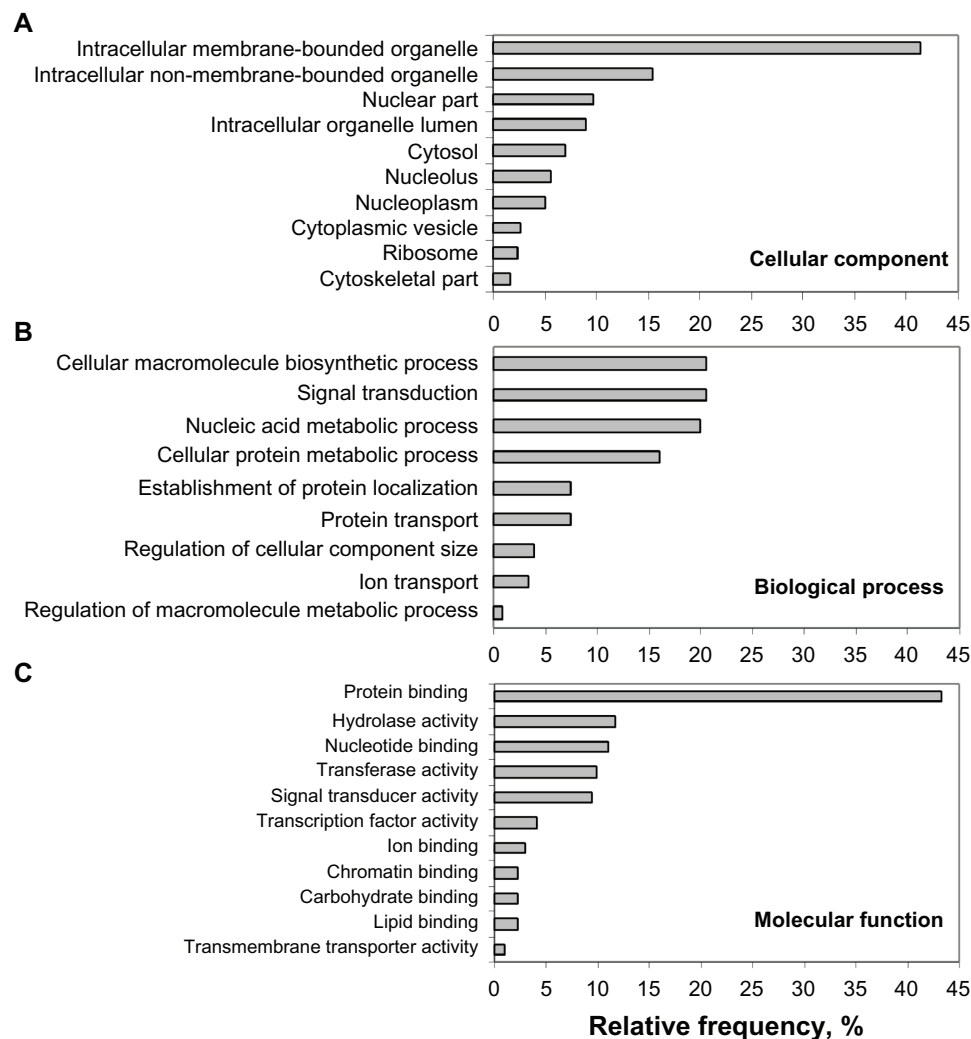 A
Intracellular membrane-bounded organelle
Intracellular non-membrane-bounded organelle
Nuclear part
Intracellular organelle lumen
Cytosol
Nucleolus
Nucleoplasm
Cytoplasmic vesicle
Ribosome
Cytoskeletal part
Cellular component
0 5 10 15 20 25 30 35 40 45
B
Cellular macromolecule biosynthetic process
Signal transduction
Nucleic acid metabolic process
Cellular protein metabolic process
Establishment of protein localization
Protein transport
Regulation of cellular component size
Ion transport
Regulation of macromolecule metabolic process
Biological process
0 5 10 15 20 25 30 35 40 45
C
Protein binding
Hydrolase activity
Nucleotide binding
Transferase activity
Signal transducer activity
Transcription factor activity
Ion binding
Chromatin binding
Carbohydrate binding
Lipid binding
Transmembrane transporter activity
Molecular function
0 5 10 15 20 25 30 35 40 45
Relative frequency, %